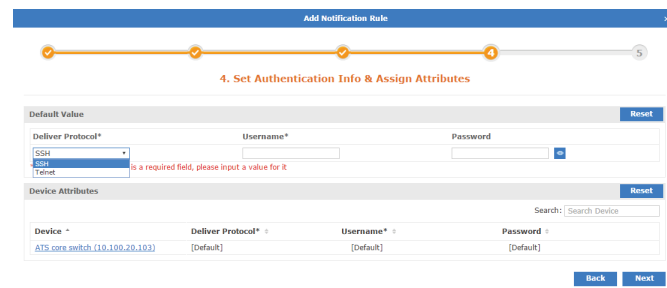 Add Notification Rule
4
5
4. Set Authentication Info & Assign Attributes
Default Value
Reset
Deliver Protocol*
Username*
Password
SSH
SSH
Telnet
is a required field, please input a value for it
Device Attributes
Reset
Search: Search Device
Device
Deliver Protocol*
Username*
Password
ATS core switch (10.100.20.103)
[Default]
[Default]
[Default]
Back
Next